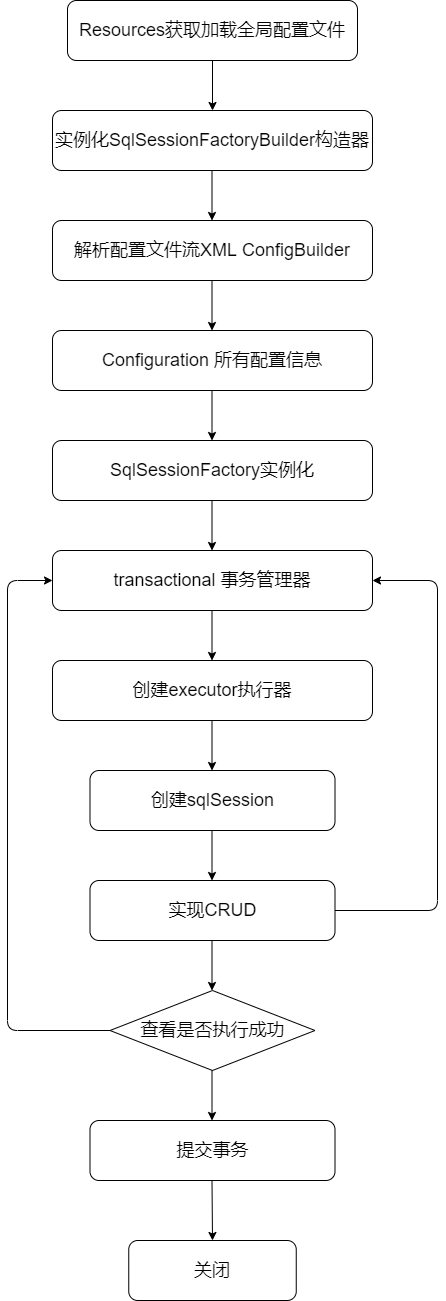 Resources获取加载全局配置文件
实例化SqlSessionFactoryBuilder构造器
解析配置文件流XML ConfigBuilder
Configuration 所有配置信息
SqlSessionFactory实例化
transactional 事务管理器
创建executor执行器
创建sqlSession
实现CRUD
查看是否执行成功
提交事务
关闭